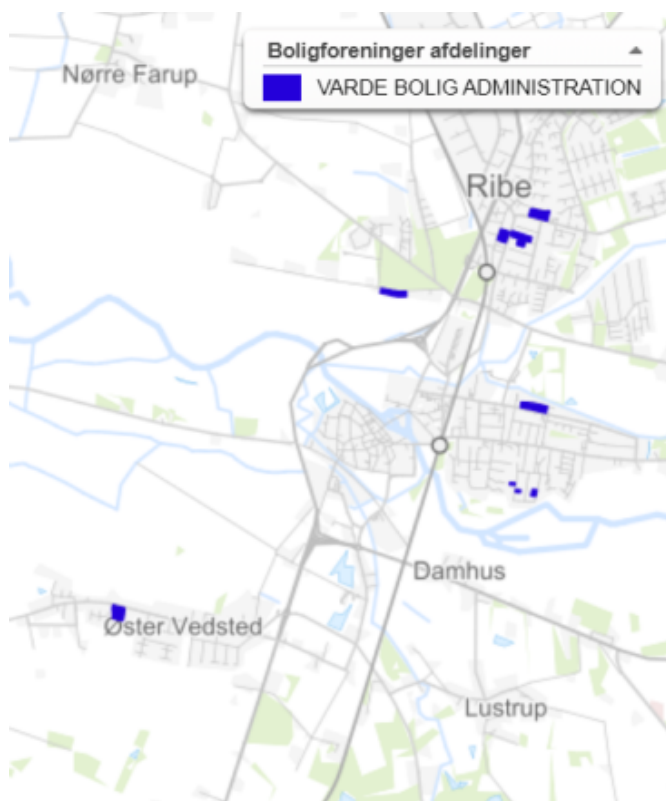 Boligforeninger afdelinger
VARDE BOLIG ADMINISTRATION
Nørre Farup
Ribe
Damhus
Øster Vedsted
Lustrup